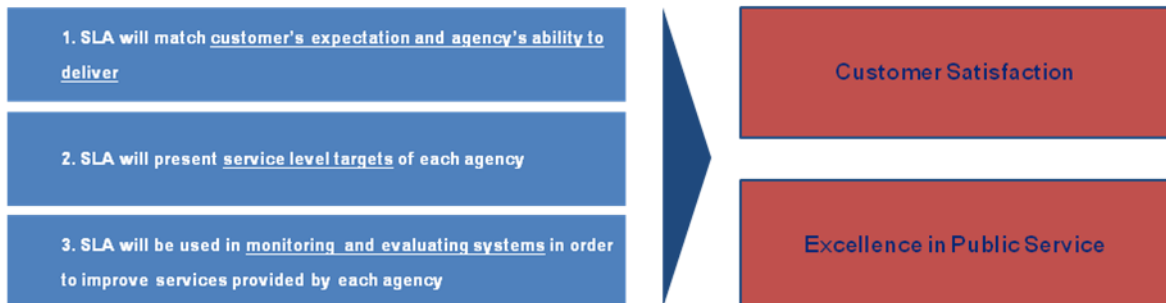 1. SLA will match customer's expectation and agency's ability to
deliver
2. SLA will present service level targets of each agency
3. SLA will be used in monitoring and evaluating systems in order
to improve services provided by each agency
Customer Satisfaction
Excellence in Public Service